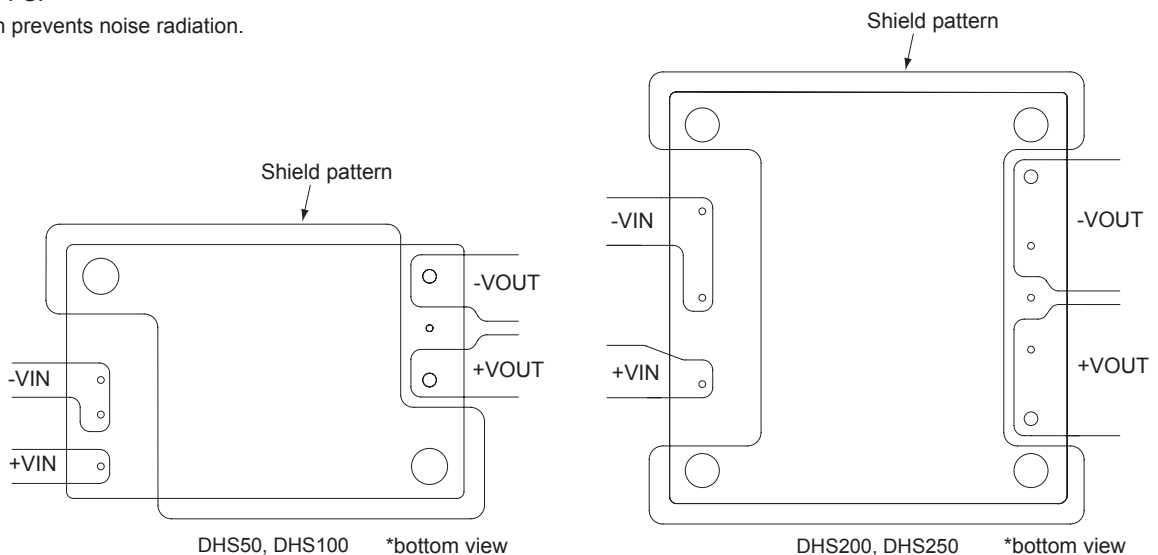 n prevents noise radiation.
Shield pattern
-VIN
+VIN
-VOUT
+VOUT
DHS50, DHS100 *bottom view
Shield pattern
-VIN
+VIN
-VOUT
+VOUT
DHS200, DHS250 *bottom view